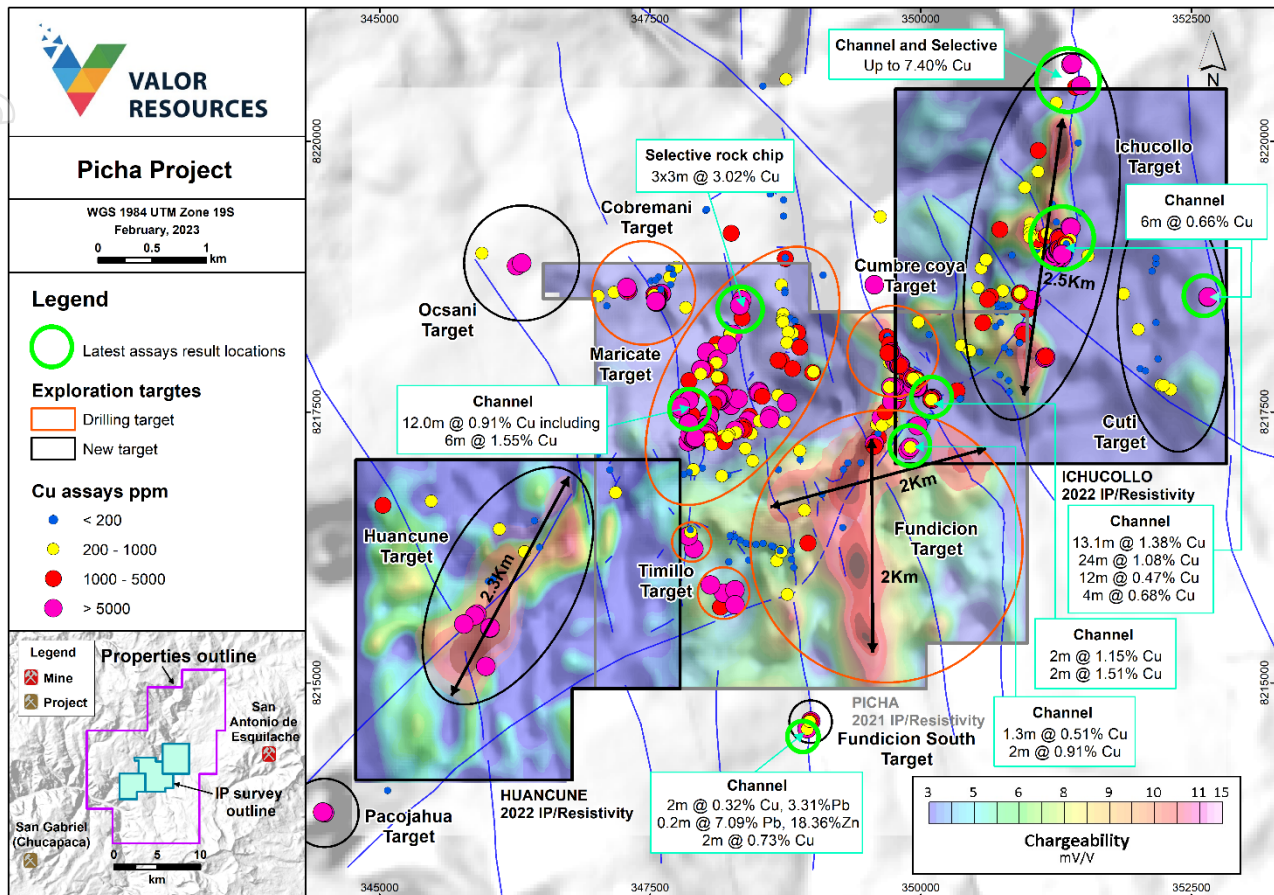 VALOR
RESOURCES
Picha Project
WGS 1984 UTM Zone 19S
February, 2023
0 0.5 1
km
Legend
Latest assays result locations
Exploration targtes
Drilling targget
New target
Cu assays ppm
< 200
200 - 1000
1000 - 5000
> 5000
Legend
Mine
Project
Properties outline
San
Antonio de
Esquilache
IP survey
outline
San Gabriel
(Chucapaca)
0 5 10
km
345000 347500 350000 352500
8220000
8217500
8215000
8220000
8217500
8215000
345000 347500 350000 352500
N
Channel and Selective
Up to 7.40% Cu
Selective rock chip
3x3m @ 3.02% Cu
Ichucollo
Target
Channel
6m @ 0.66% Cu
Cobremani
Target
Cumbre coya
Target
2.5Km
Ocsani
Target
Maricate
Target
Channel
12.0m @ 0.91% Cu including
6m @ 1.55% Cu
Cuti
Target
ICHUCOLLO
2022 IP/Resistivity
2Km
2Km
Fundicion
Target
Huancune
Target
2.3Km
Timillo
Target
Channel
13.1m @ 1.38% Cu
24m @ 1.08% Cu
12m @ 0.47% Cu
4m @ 0.68% Cu
Channel
2m @ 1.15% Cu
2m @ 1.51% Cu
Channel
1.3m @ 0.51% Cu
2m @ 0.91% Cu
PICHA
2021 IP/Resistivity
Fundicion South
Target
HUANCUNE
2022 IP/Resistivity
Pacojahua
Target
Channel
2m @ 0.32% Cu, 3.31%Pb
0.2m @ 7.09% Pb, 18.36%Zn
2m @ 0.73% Cu
3 5 6 8 9 10 11 15
Chargeability
mV/V